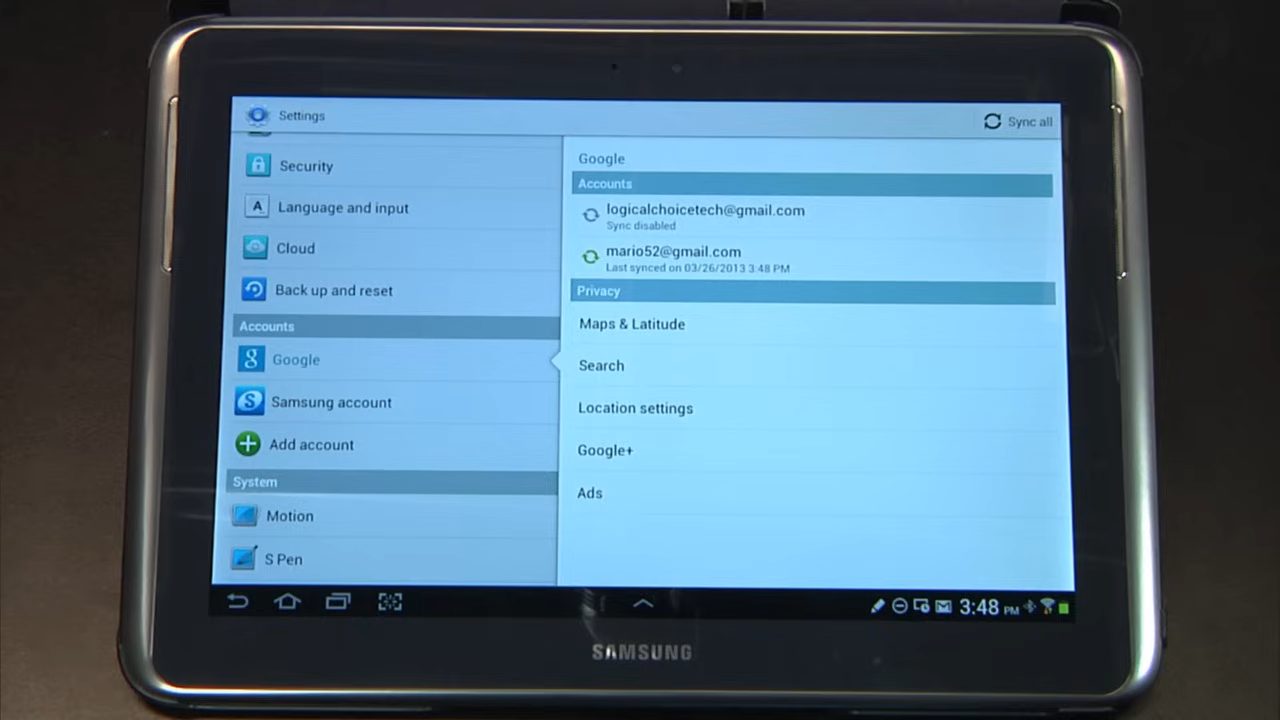 Settings
Sync all
Security
Language and input
Cloud
Back up and reset
Accounts
Google
Samsung account
Add account
System
Motion
S Pen
Google
Accounts
logicalchoicetech@gmail.com
Sync disabled
mario52@gmail.com
Last synced on 03/26/2013 3:48 PM
Privacy
Maps & Latitude
Search
Location settings
Google+
Ads
3:48 PM
SAMSUNG